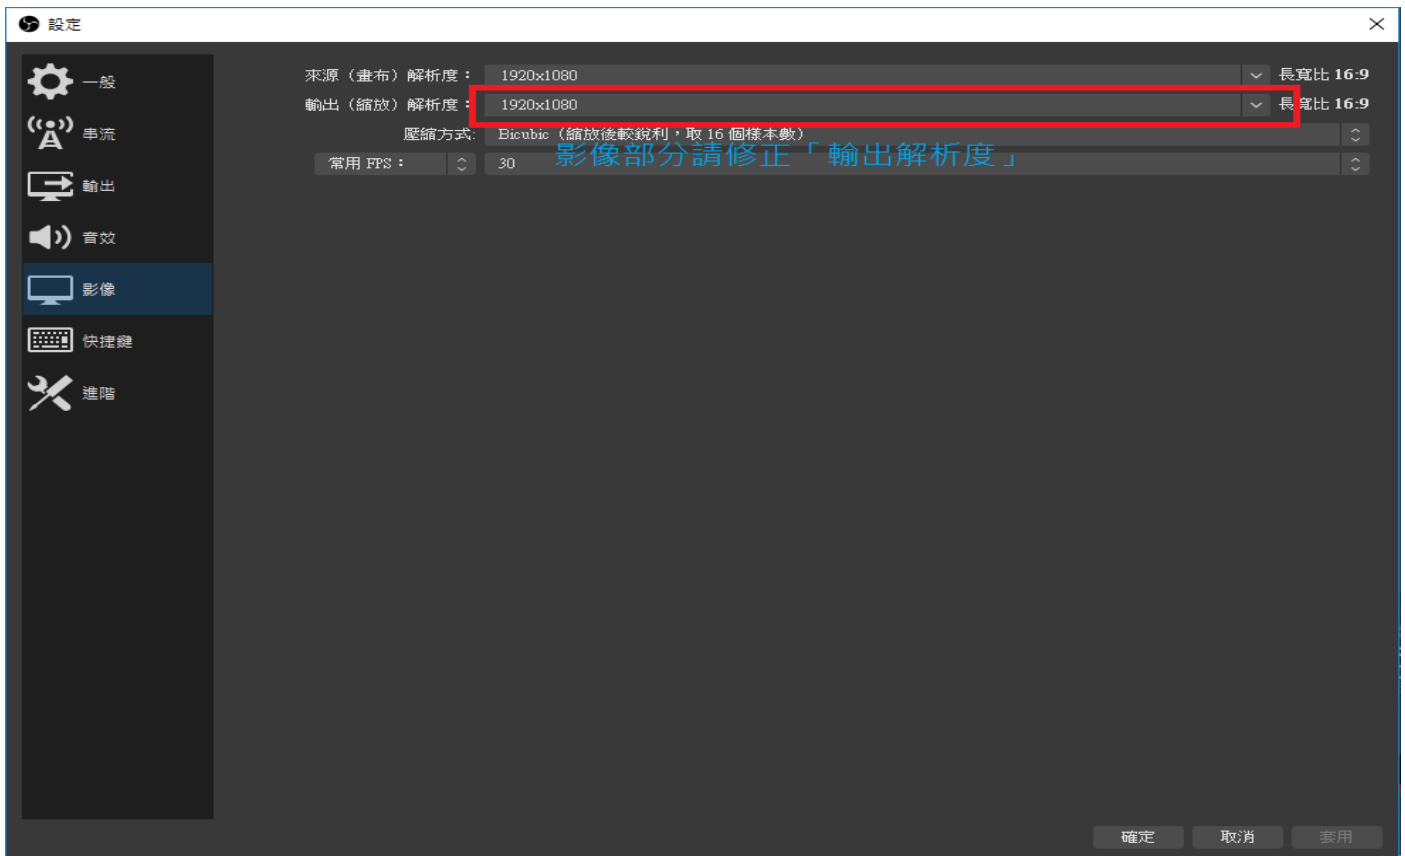 設定
一般
串流
輸出
音效
影像
快捷鍵
進階
來源（畫布）解析度： 1920x1080 長寬比 16:9
輸出（縮放）解析度： 1920x1080 長寬比 16:9
壓縮方式: Bicubic（縮放後較銳利，取 16 個樣本數）
影像部分請修正「輸出解析度」
常用 FPS： 30
確定 取消 套用